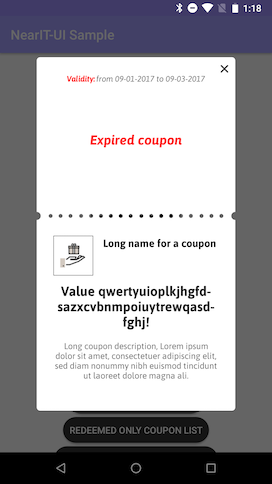 1:18
NearIT-UI Sample
Validity: from 09-01-2017 to 09-03-2017
Expired coupon
Long name for a coupon
Value qwertyuioplkjhgfd-
sazxcvbnmpoiuytrewqasd-
fghj!
Long coupon description, Lorem ipsum
dolor sit amet, consectetuer adipiscing elit,
sed diam nonummy nibh euismod tincidunt
ut laoreet dolore magna ali.
REDEEMED ONLY COUPON LIST